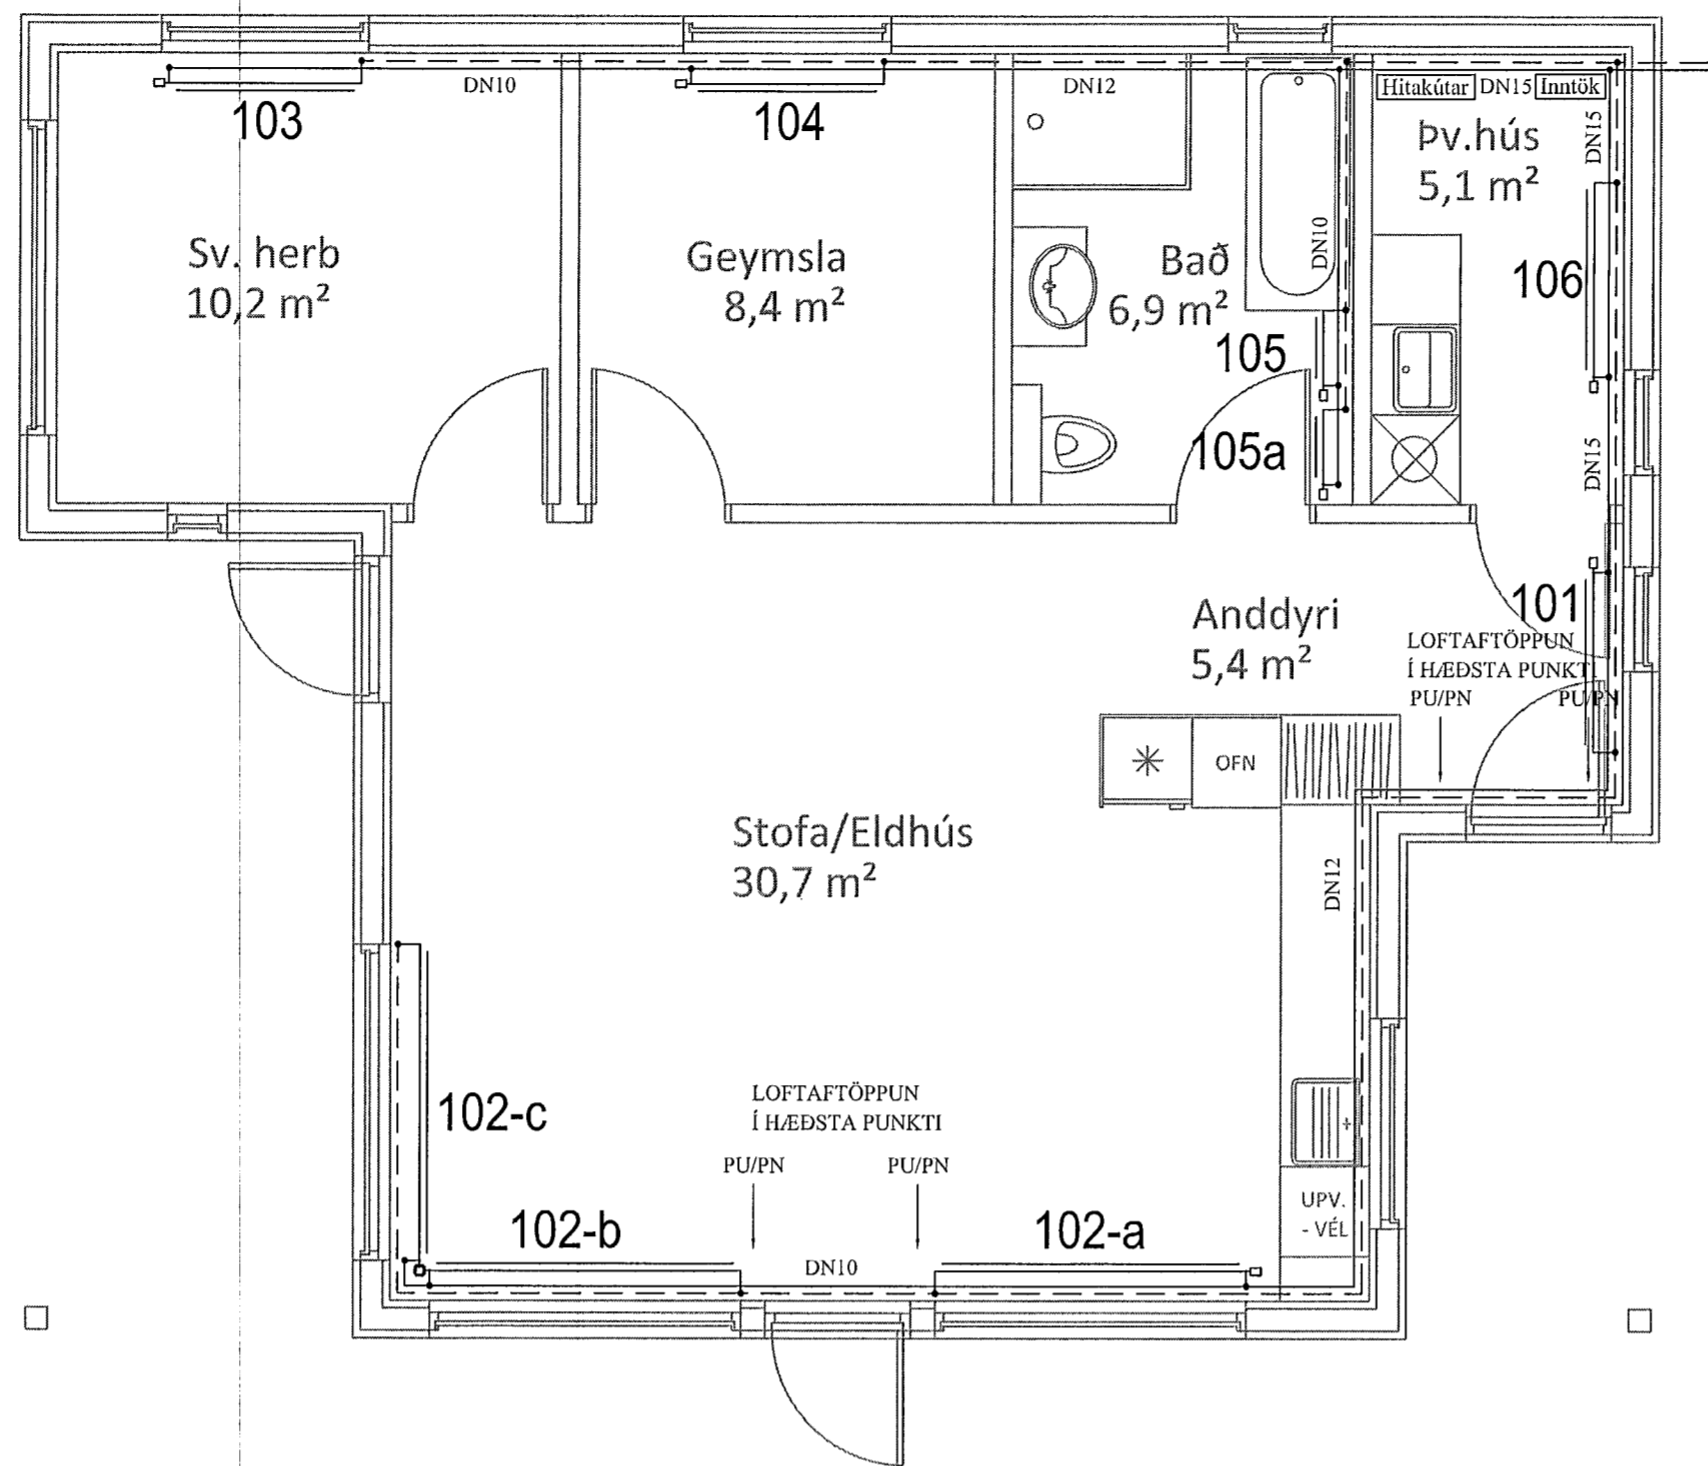 DN10
DN12
Hitakútar DN15 Inntök
103
104
DN15
Þv.hús
5,1 m²
Sv. herb
10,2 m²
Geymsla
8,4 m²
Bað
6,9 m²
DN10
106
105
105a
DN15
101
Anddyri
5,4 m²
LOFTAFTÖPPUN
Í HÆÐSTA PUNKTI
PU/PN PU/PN
OFN
Stofa/Eldhús
30,7 m²
DN12
102-c
LOFTAFTÖPPUN
Í HÆÐSTA PUNKTI
PU/PN PU/PN
102-b
102-a
UPV.
- VÉL
DN10